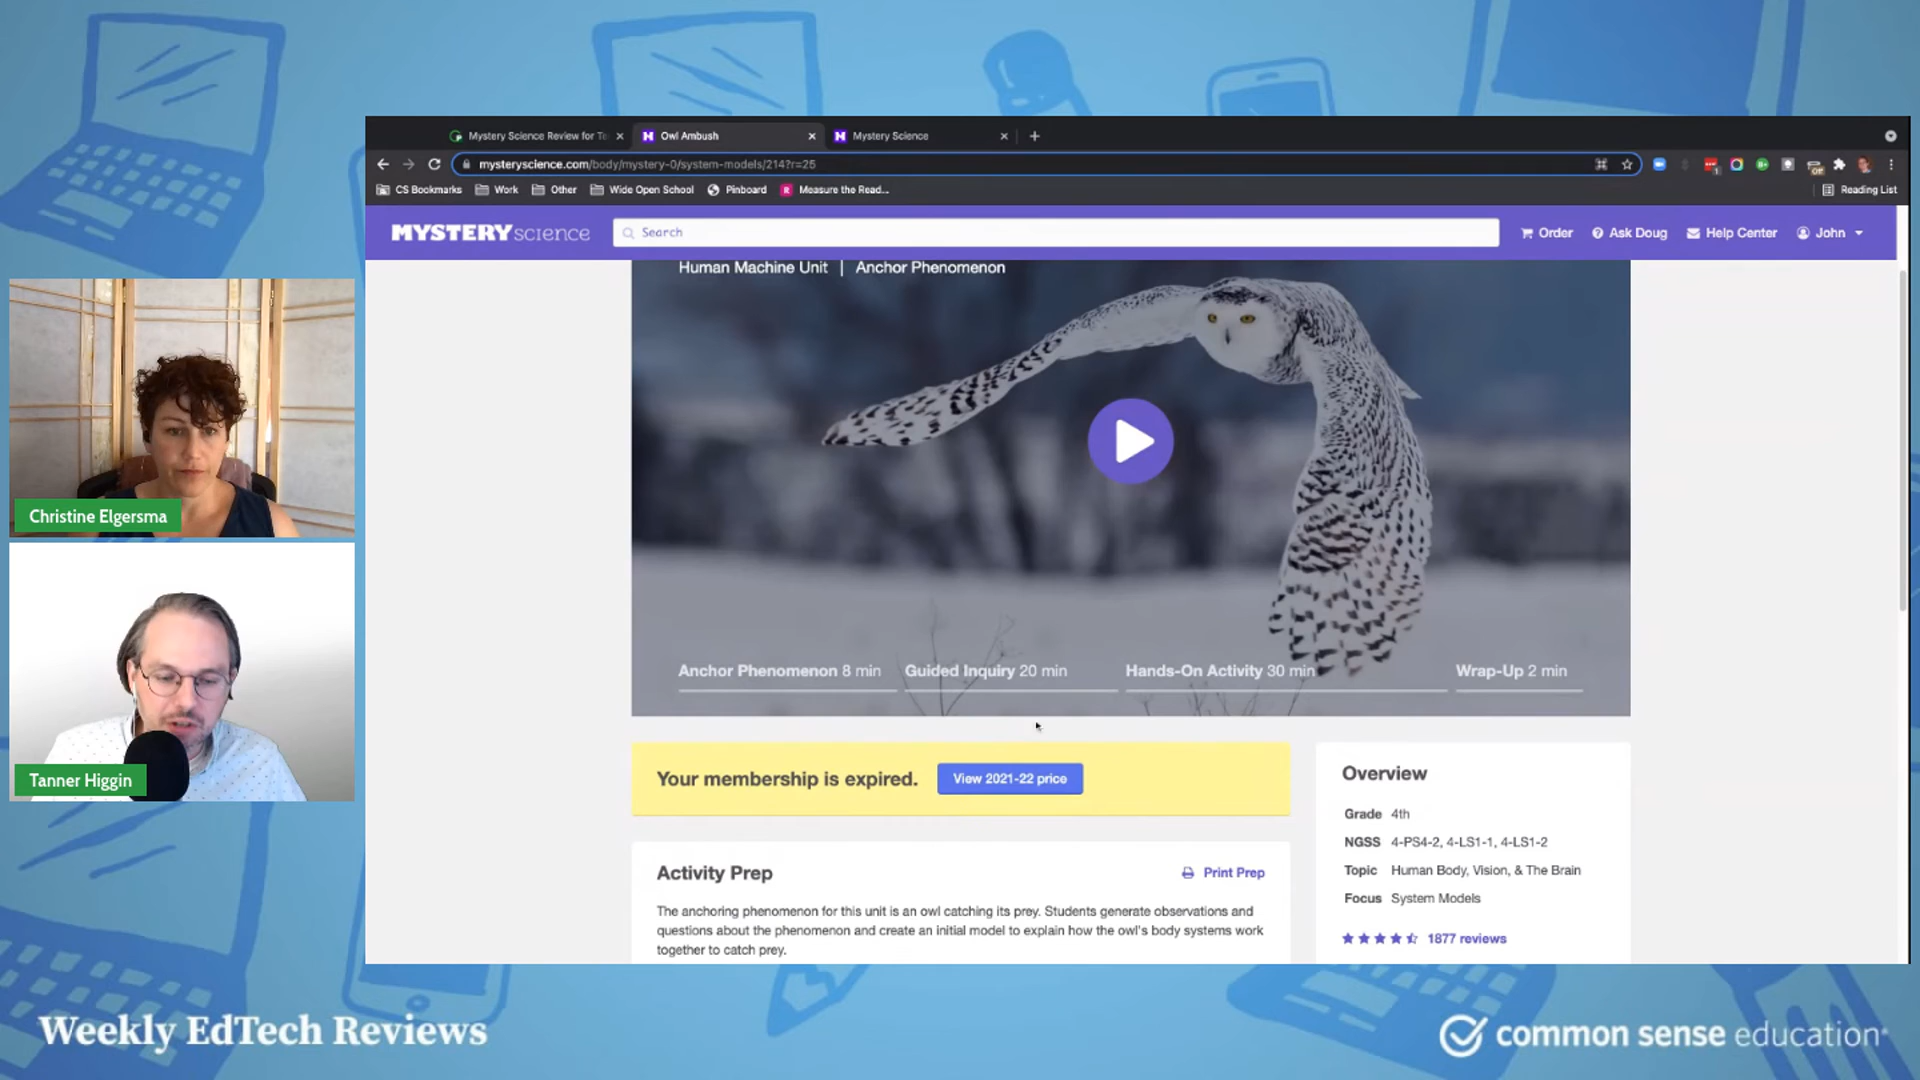 Mystery Science Review for Te
Owl Ambush
Mystery Science
mysteryscience.com/body/mystery-0/system-models/214?r=25
CS Bookmarks
Work
Other
Wide Open School
Pinboard
Measure the Read...
Reading List
MYSTERY science
Search
Order
Ask Doug
Help Center
John
Human Machine Unit | Anchor Phenomenon
Anchor Phenomenon 8 min
Guided Inquiry 20 min
Hands-On Activity 30 min
Wrap-Up 2 min
Your membership is expired.
View 2021-22 price
Activity Prep
Print Prep
The anchoring phenomenon for this unit is an owl catching its prey. Students generate observations and
questions about the phenomenon and create an initial model to explain how the owl's body systems work
together to catch prey.
Overview
Grade 4th
NGSS 4-PS4-2, 4-LS1-1, 4-LS1-2
Topic Human Body, Vision, & The Brain
Focus System Models
1877 reviews
Christine Elgersma
Tanner Higgin
Weekly EdTech Reviews
common sense education